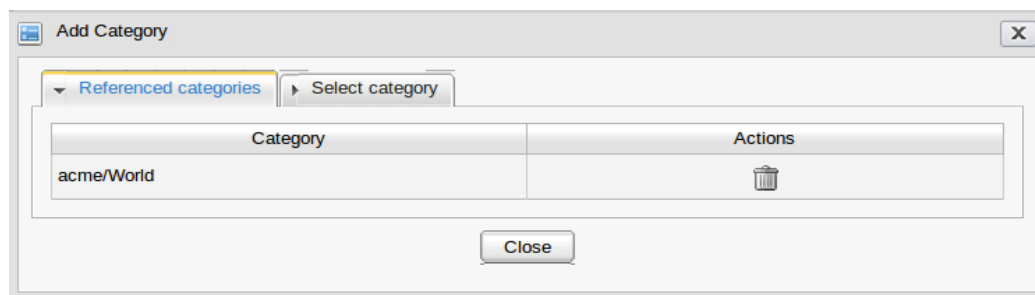 Add Category
X
Referenced categories
Select category
Category
Actions
acme/World
Close